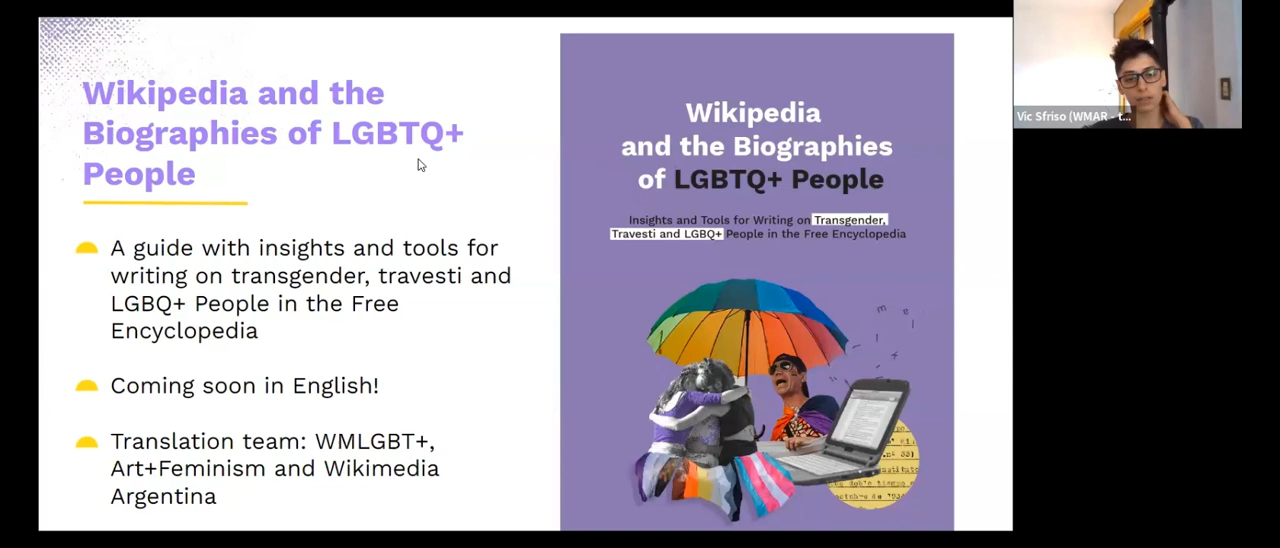 Wikipedia and the
Biographies of LGBTQ+
People
A guide with insights and tools for
writing on transgender, travesti and
LGBQ+ People in the Free
Encyclopedia
Coming soon in English!
Translation team: WMLGBT+,
Art+Feminism and Wikimedia
Argentina
Wikipedia
and the Biographies
of LGBTQ+ People
Insights and Tools for Writing on Transgender,
Travesti and LGBQ+ People in the Free Encyclopedia
Vic Sfriso (WMAR - t...